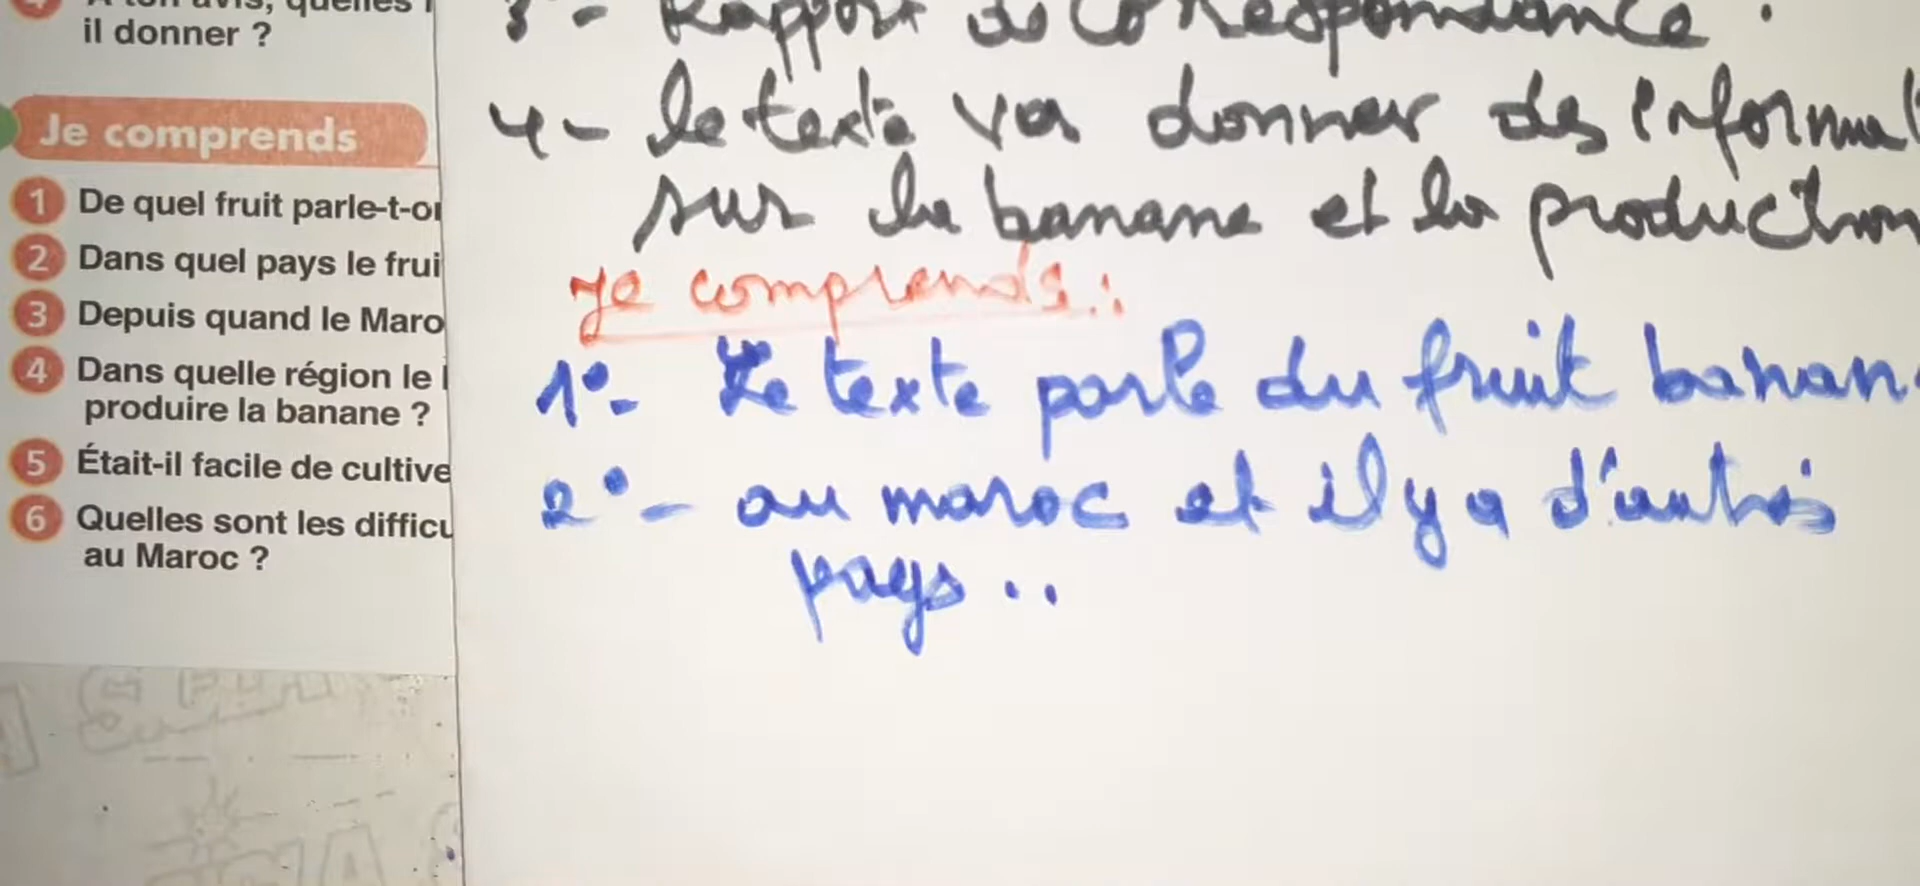 il donner ?
Je comprends
1 De quel fruit parle-t-on
2 Dans quel pays le frui
3 Depuis quand le Maro
4 Dans quelle région le
produire la banane ?
5 Était-il facile de cultive
6 Quelles sont les difficu
au Maroc ?
3- Rapport de correspondance.
4- le texte va donner des informat
sur la banane et la production
je comprends :
1°- Le texte parle du fruit banan
2°- au maroc et il y a d'autres
pays ..